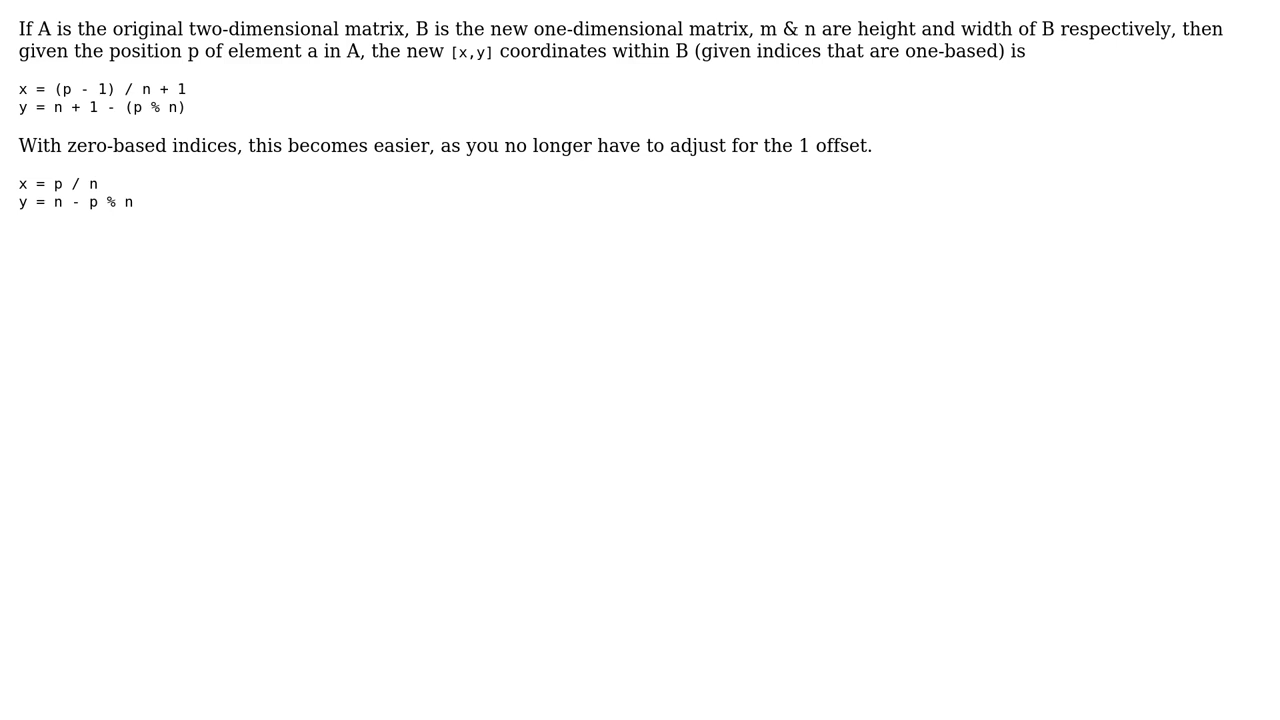 If A is the original two-dimensional matrix, B is the new one-dimensional matrix, m & n are height and width of B respectively, then
given the position p of element a in A, the new [x,y] coordinates within B (given indices that are one-based) is
x = (p - 1) / n + 1
y = n + 1 - (p % n)
With zero-based indices, this becomes easier, as you no longer have to adjust for the 1 offset.
x = p / n
y = n - p % n